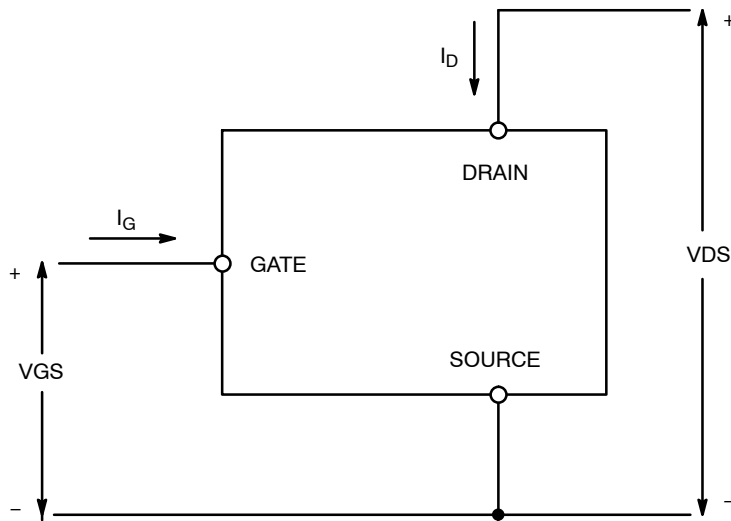 +
I_D
DRAIN
I_G
+
GATE
VDS
SOURCE
VGS
−
−